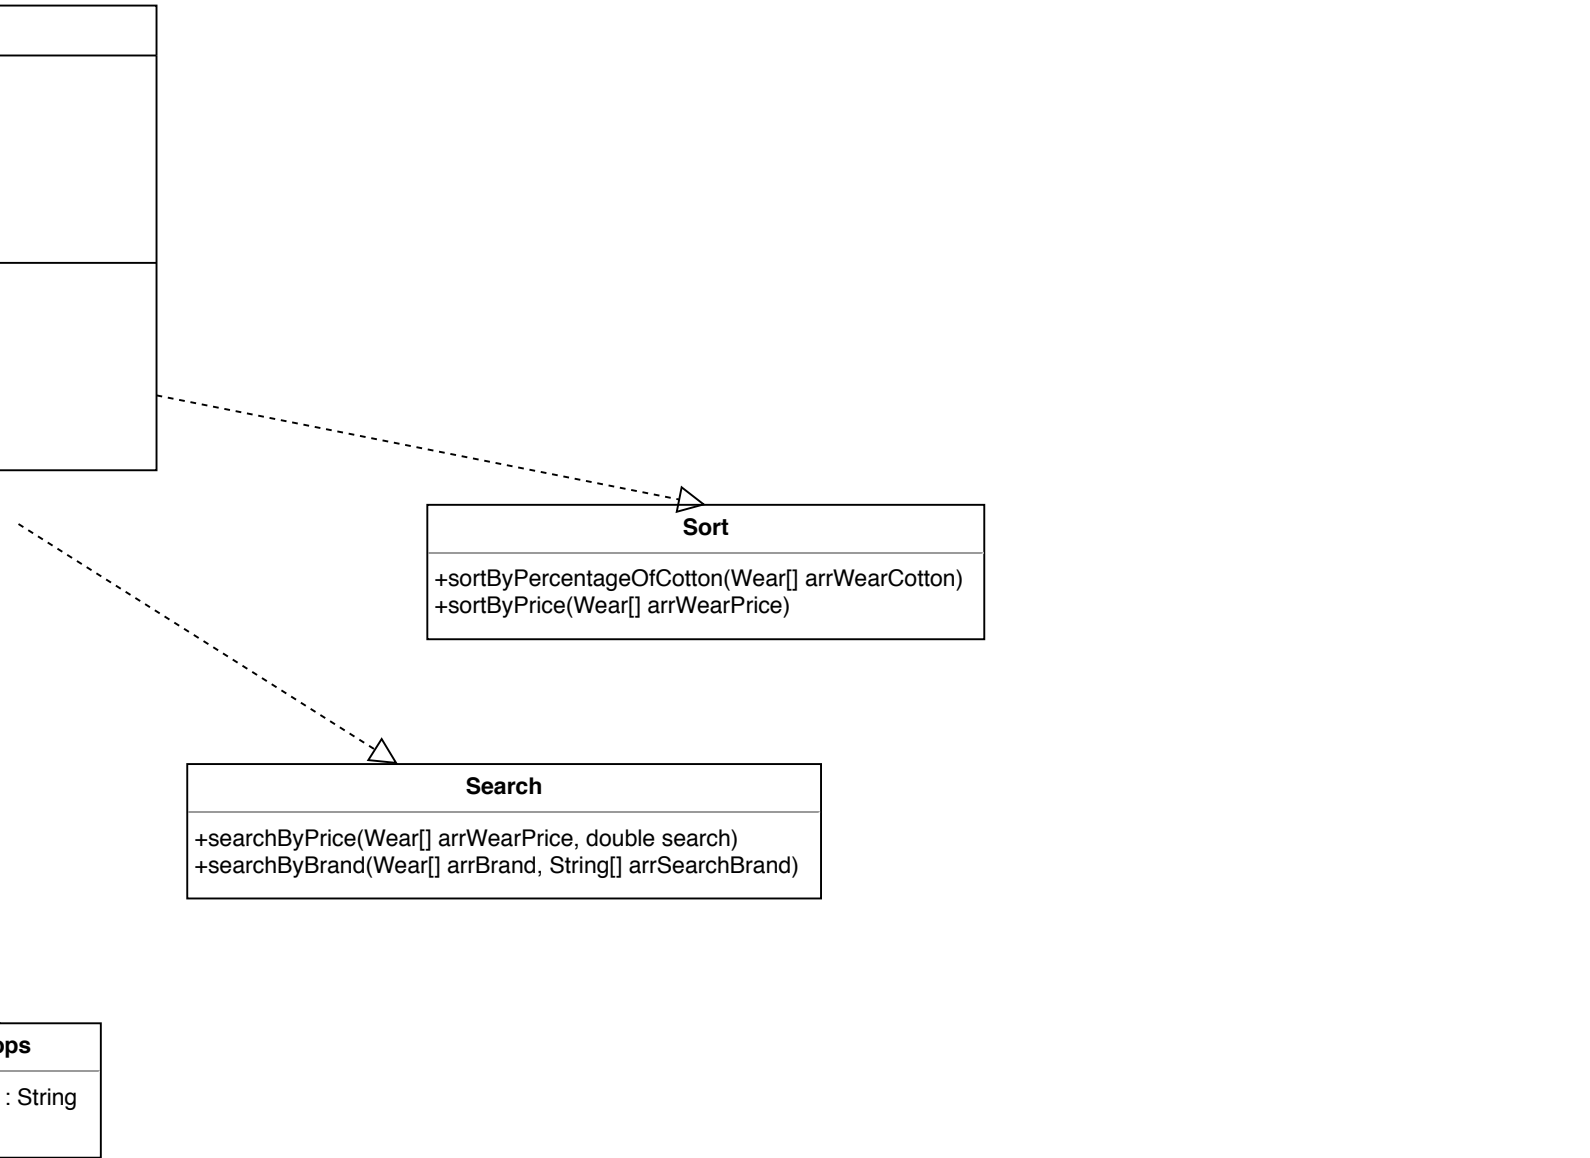 Sort
+sortByPercentageOfCotton(Wear[] arrWearCotton)
+sortByPrice(Wear[] arrWearPrice)
Search
+searchByPrice(Wear[] arrWearPrice, double search)
+searchByBrand(Wear[] arrBrand, String[] arrSearchBrand)
: String